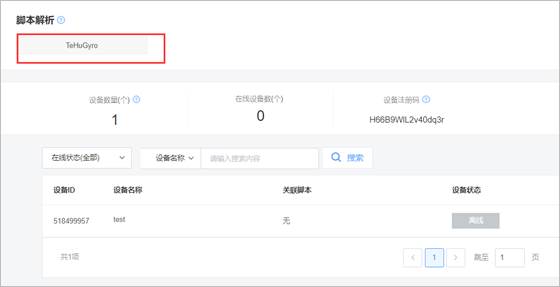 脚本解析 ?
TeHuGyro
设备数量(个) ? 在线设备数(个) 设备注册码 ?
1 0 H66B9WIL2v40dq3r
在线状态(全部) 设备名称 请输入搜索内容 搜索
设备ID 设备名称 关联脚本 设备状态
518499957 test 无 离线
共1项 < 1 > 跳至 1 页